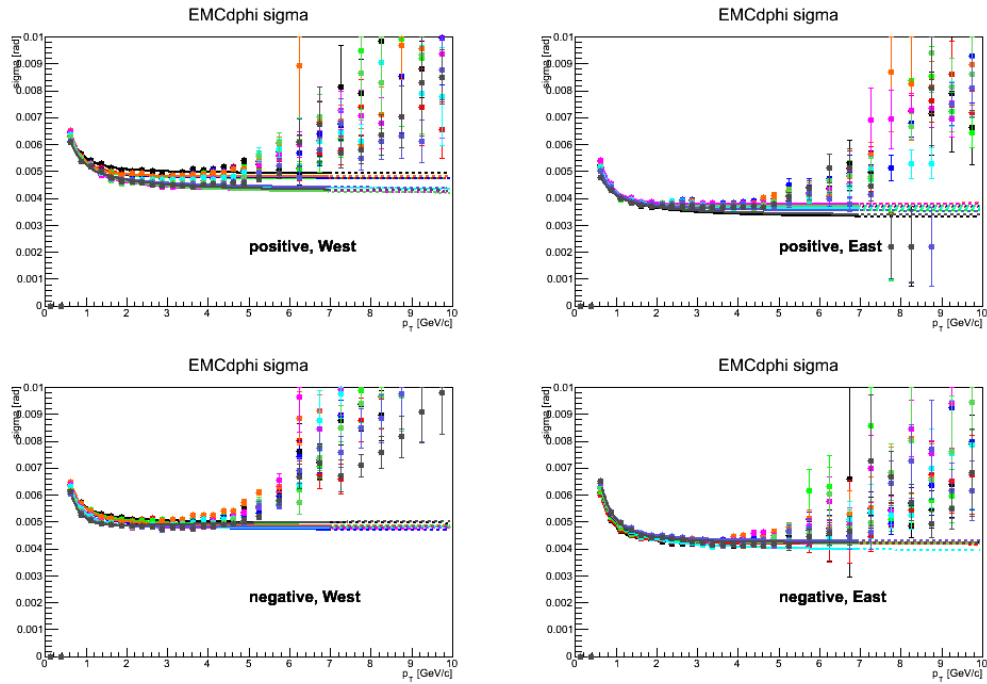 EMCdphi sigma
sigma [rad]
0.01
0.009
0.008
0.007
0.006
0.005
0.004
0.003
0.002
0.001
0
positive, West
0 1 2 3 4 5 6 7 8 9 10
p_T [GeV/c]
EMCdphi sigma
sigma [rad]
0.01
0.009
0.008
0.007
0.006
0.005
0.004
0.003
0.002
0.001
0
positive, East
0 1 2 3 4 5 6 7 8 9 10
p_T [GeV/c]
EMCdphi sigma
sigma [rad]
0.01
0.009
0.008
0.007
0.006
0.005
0.004
0.003
0.002
0.001
0
negative, West
0 1 2 3 4 5 6 7 8 9 10
p_T [GeV/c]
EMCdphi sigma
sigma [rad]
0.01
0.009
0.008
0.007
0.006
0.005
0.004
0.003
0.002
0.001
0
negative, East
0 1 2 3 4 5 6 7 8 9 10
p_T [GeV/c]